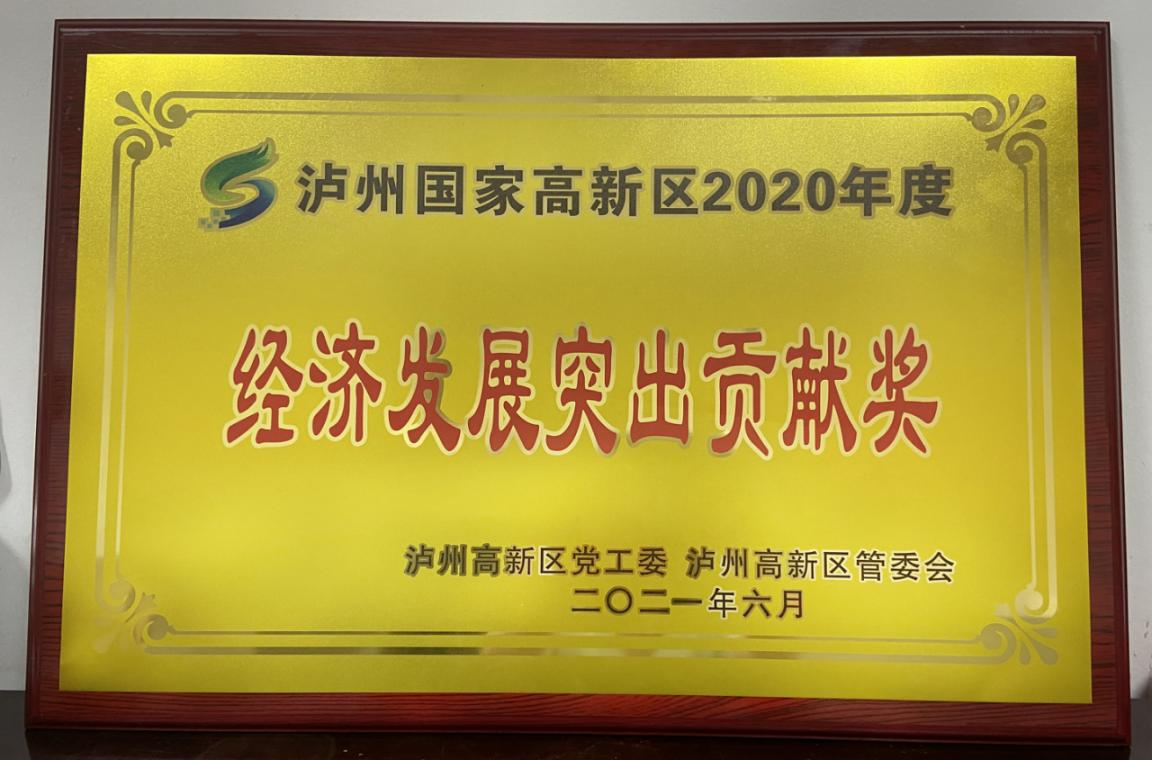 泸州国家高新区2020年度
经济发展突出贡献奖
泸州高新区党工委 泸州高新区管委会
二〇二一年六月